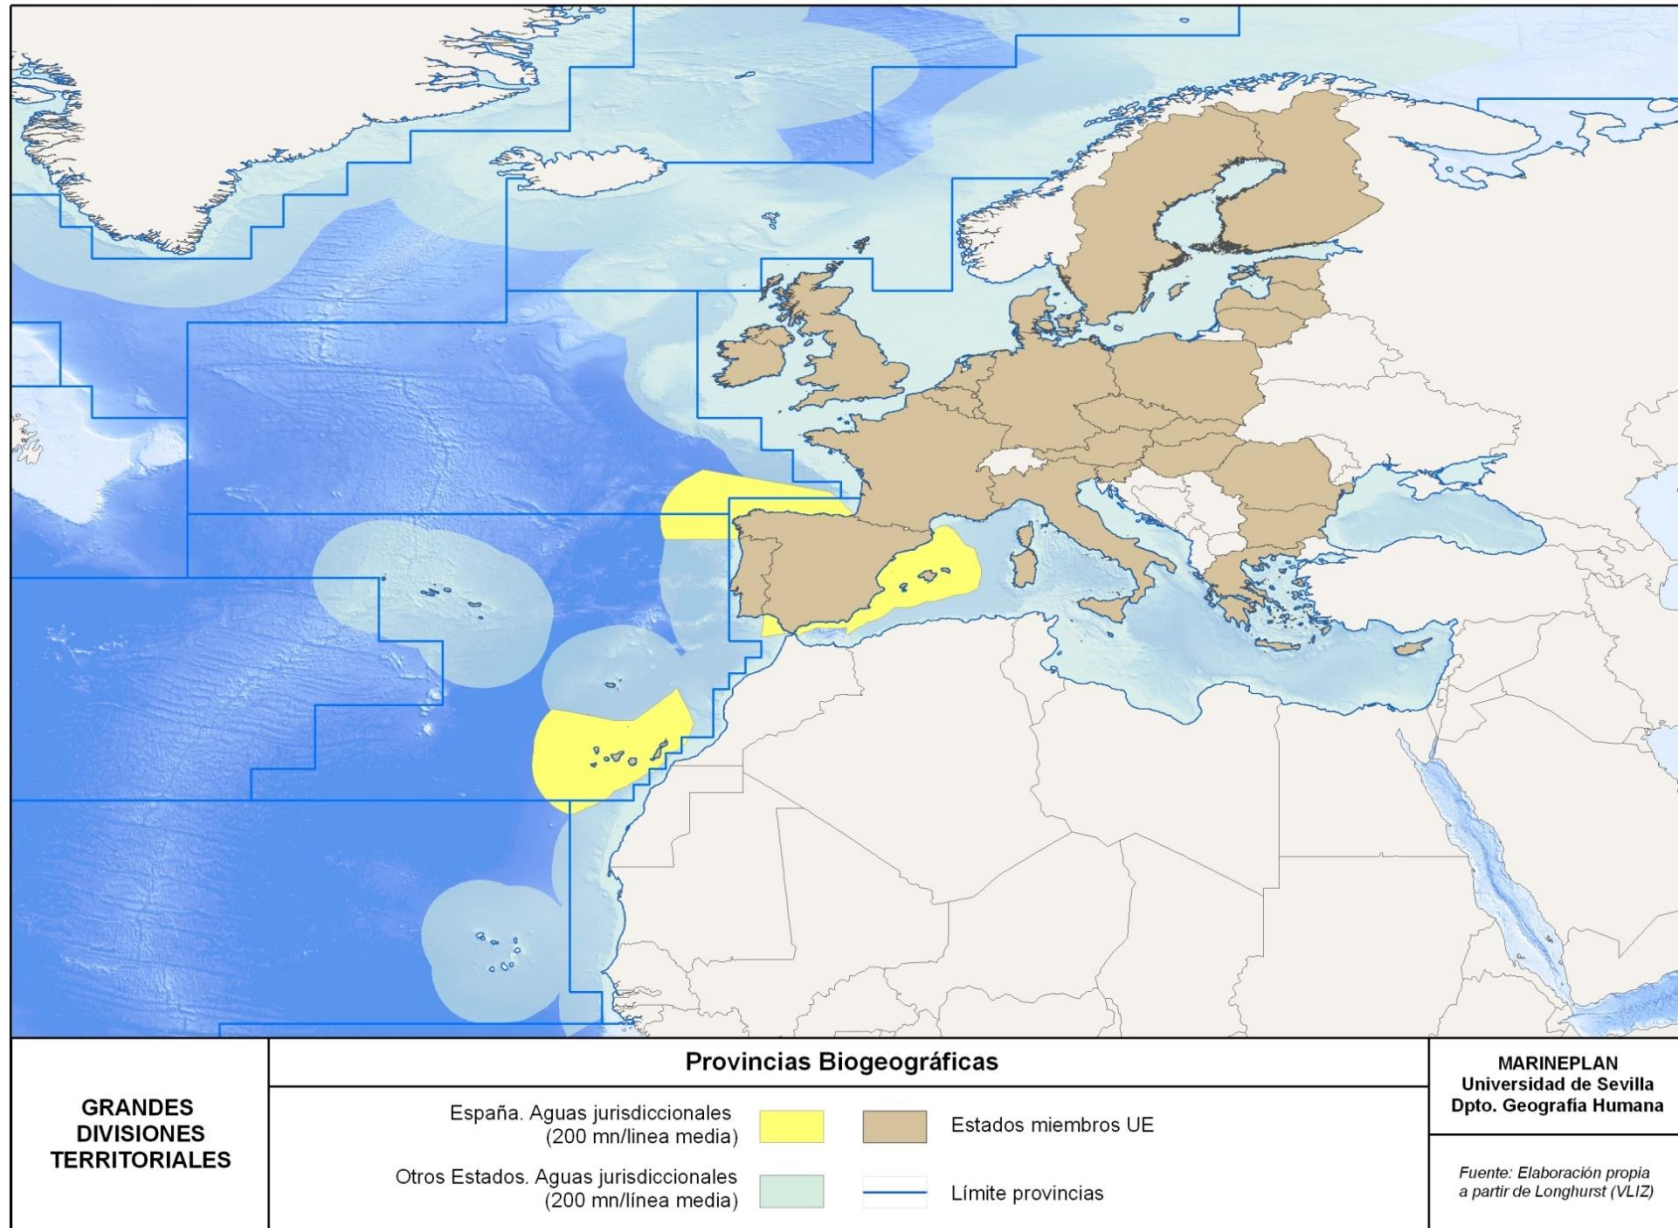 GRANDES
DIVISIONES
TERRITORIALES
Provincias Biogeográficas
España. Aguas jurisdiccionales
(200 mn/linea media)
Estados miembros UE
Otros Estados. Aguas jurisdiccionales
(200 mn/línea media)
Límite provincias
MARINEPLAN
Universidad de Sevilla
Dpto. Geografía Humana
Fuente: Elaboración propia
a partir de Longhurst (VLIZ)